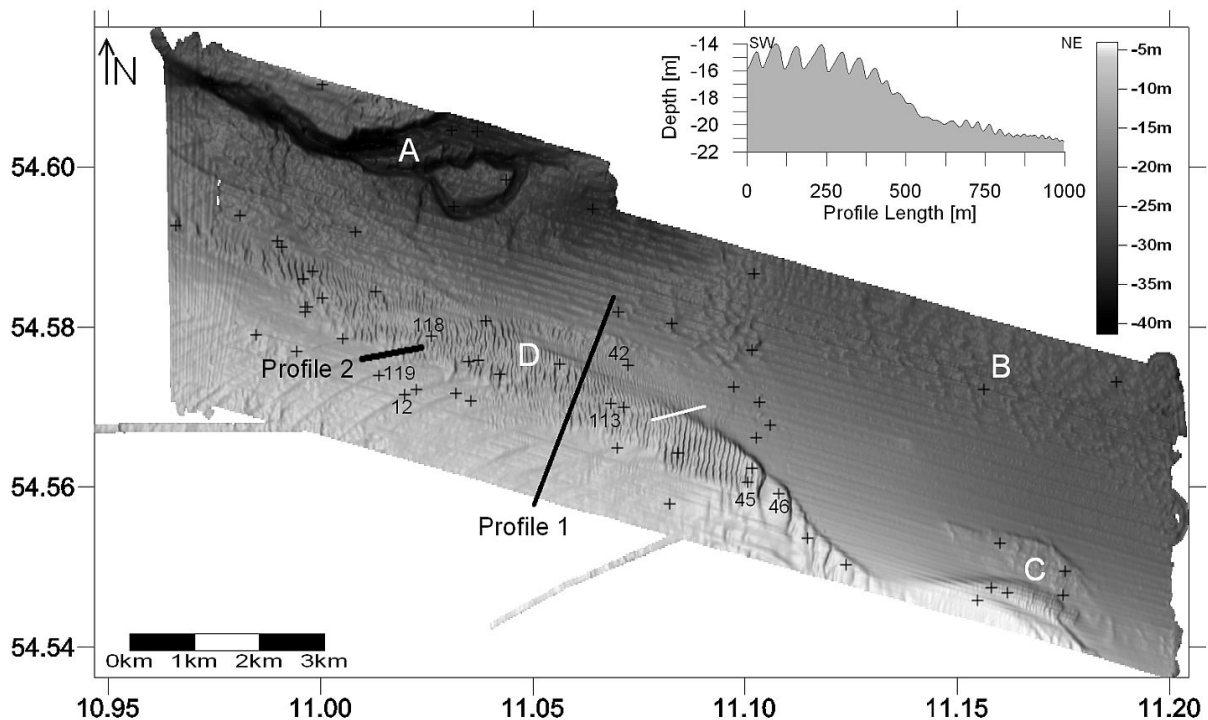 N
SW
NE
-14
-16
-18
-20
-22
Depth [m]
0
250
500
750
1000
Profile Length [m]
-5m
-10m
-15m
-20m
-25m
-30m
-35m
-40m
A
54.60
54.58
118
D
42
B
Profile 2
119
12
113
54.56
45
46
Profile 1
C
54.54
0km
1km
2km
3km
10.95
11.00
11.05
11.10
11.15
11.20